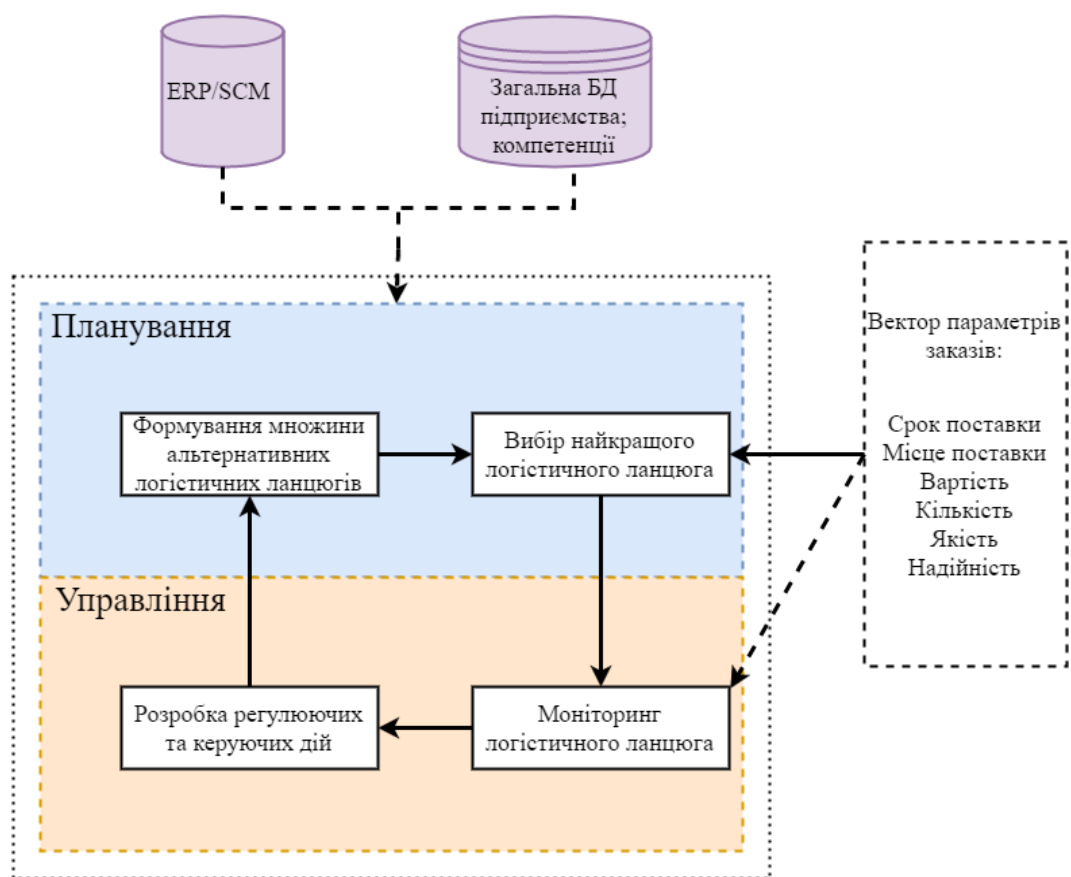 ERP/SCM
Загальна БД
підприємства;
компетенції
Планування
Вектор параметрів
заказів:
Формування множини
альтернативних
логістичних ланцюгів
Вибір найкращого
логістичного ланцюга
Срок поставки
Місце поставки
Вартість
Кількість
Якість
Надійність
Управління
Розробка регулюючих
та керуючих дій
Моніторинг
логістичного ланцюга